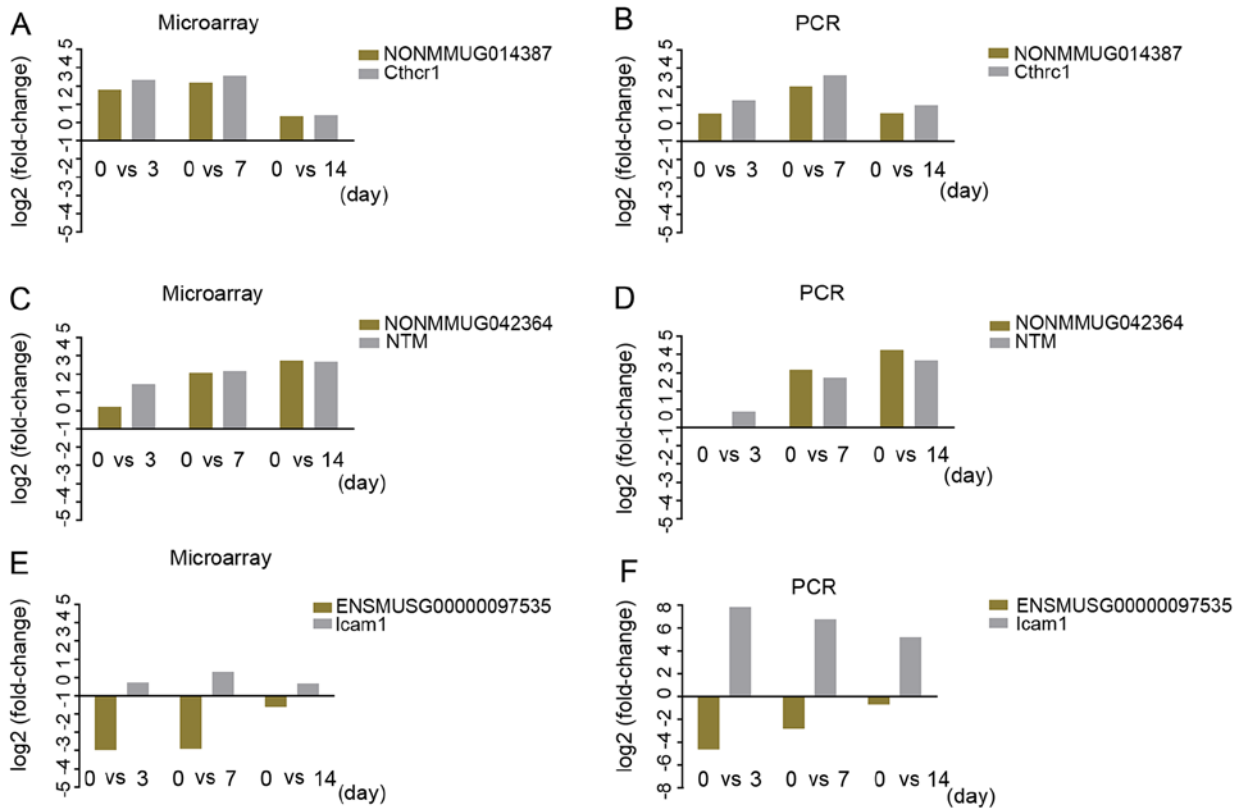 A
Microarray
NONMMUG014387
Cthcr1
log2 (fold-change)
5
4
3
2
1
0
-1
-2
-3
-4
-5
0 vs 3 0 vs 7 0 vs 14
(day)
B
PCR
NONMMUG014387
Cthrc1
log2 (fold-change)
5
4
3
2
1
0
-1
-2
-3
-4
-5
0 vs 3 0 vs 7 0 vs 14
(day)
C
Microarray
NONMMUG042364
NTM
log2 (fold-change)
5
4
3
2
1
0
-1
-2
-3
-4
-5
0 vs 3 0 vs 7 0 vs 14
(day)
D
PCR
NONMMUG042364
NTM
log2 (fold-change)
5
4
3
2
1
0
-1
-2
-3
-4
-5
0 vs 3 0 vs 7 0 vs 14
(day)
E
Microarray
ENSMUSG00000097535
Icam1
log2 (fold-change)
5
4
3
2
1
0
-1
-2
-3
-4
-5
0 vs 3 0 vs 7 0 vs 14
(day)
F
PCR
ENSMUSG00000097535
Icam1
log2 (fold-change)
8
6
4
2
0
-2
-4
-6
-8
0 vs 3 0 vs 7 0 vs 14
(day)